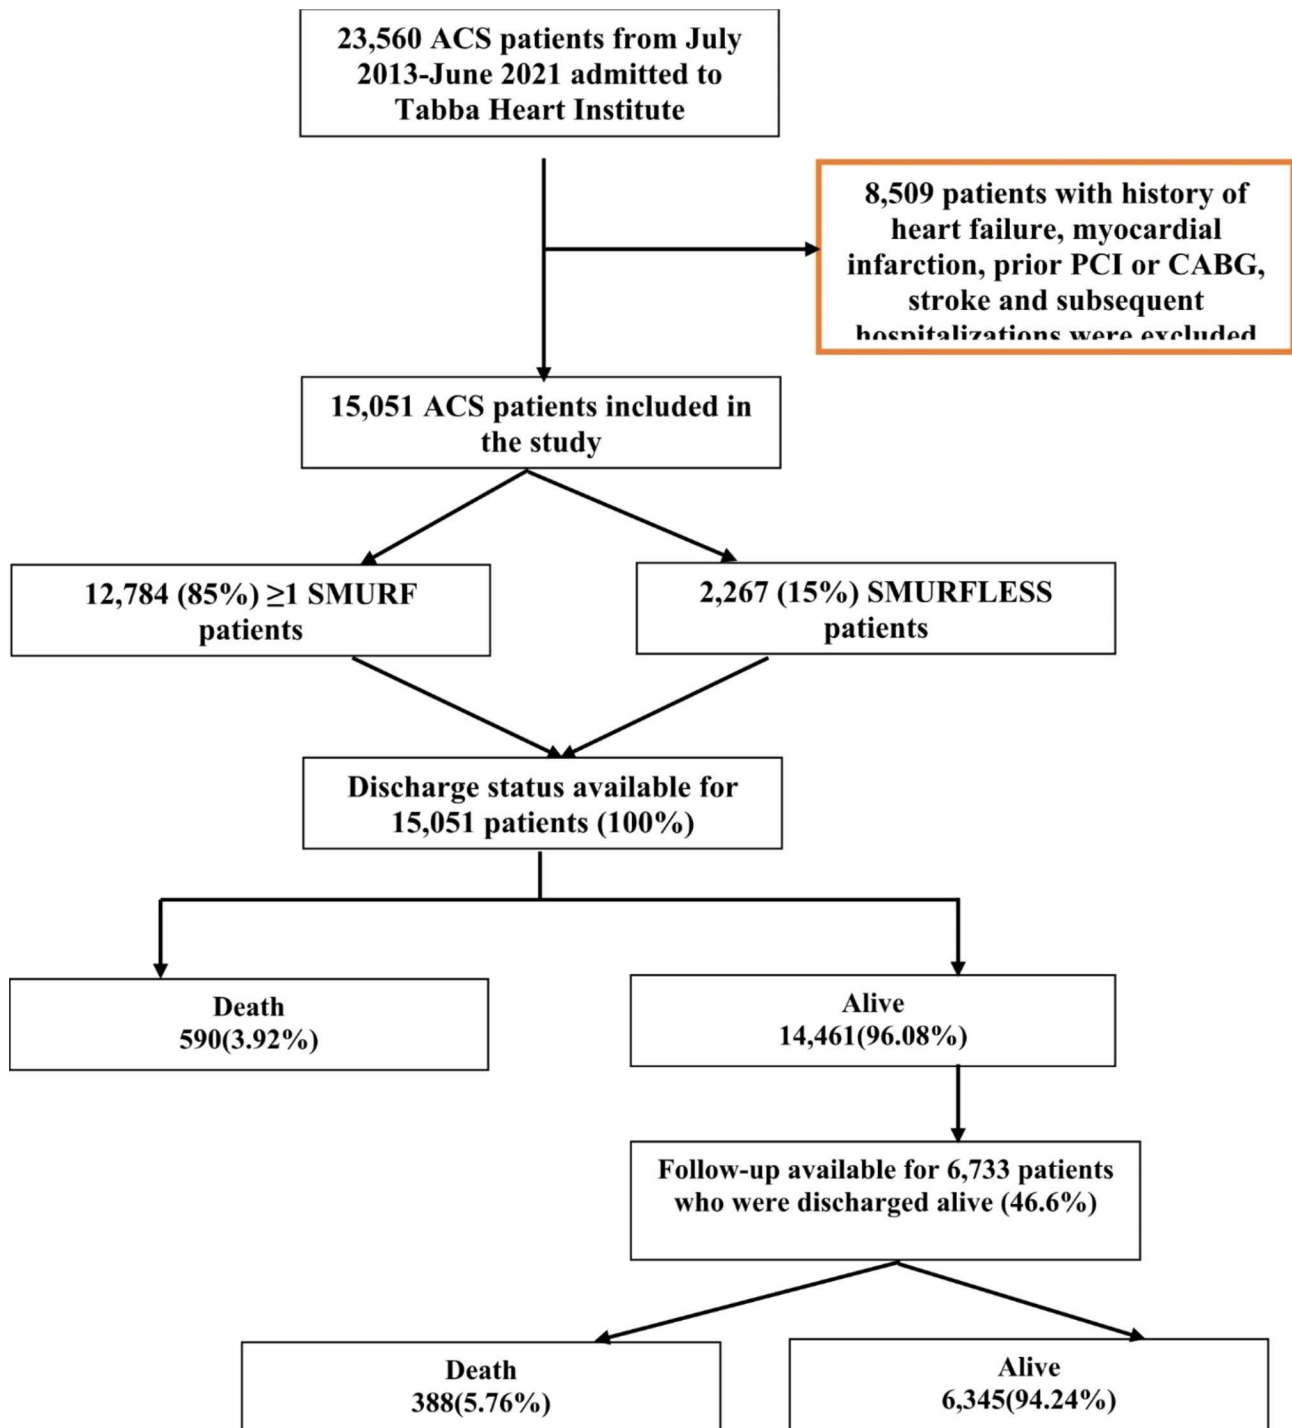 23,560 ACS patients from July
2013-June 2021 admitted to
Tabba Heart Institute
8,509 patients with history of
heart failure, myocardial
infarction, prior PCI or CABG,
stroke and subsequent
hospitalizations were excluded
15,051 ACS patients included in
the study
12,784 (85%) ≥1 SMURF
patients
2,267 (15%) SMURFLESS
patients
Discharge status available for
15,051 patients (100%)
Death
590(3.92%)
Alive
14,461(96.08%)
Follow-up available for 6,733 patients
who were discharged alive (46.6%)
Death
388(5.76%)
Alive
6,345(94.24%)